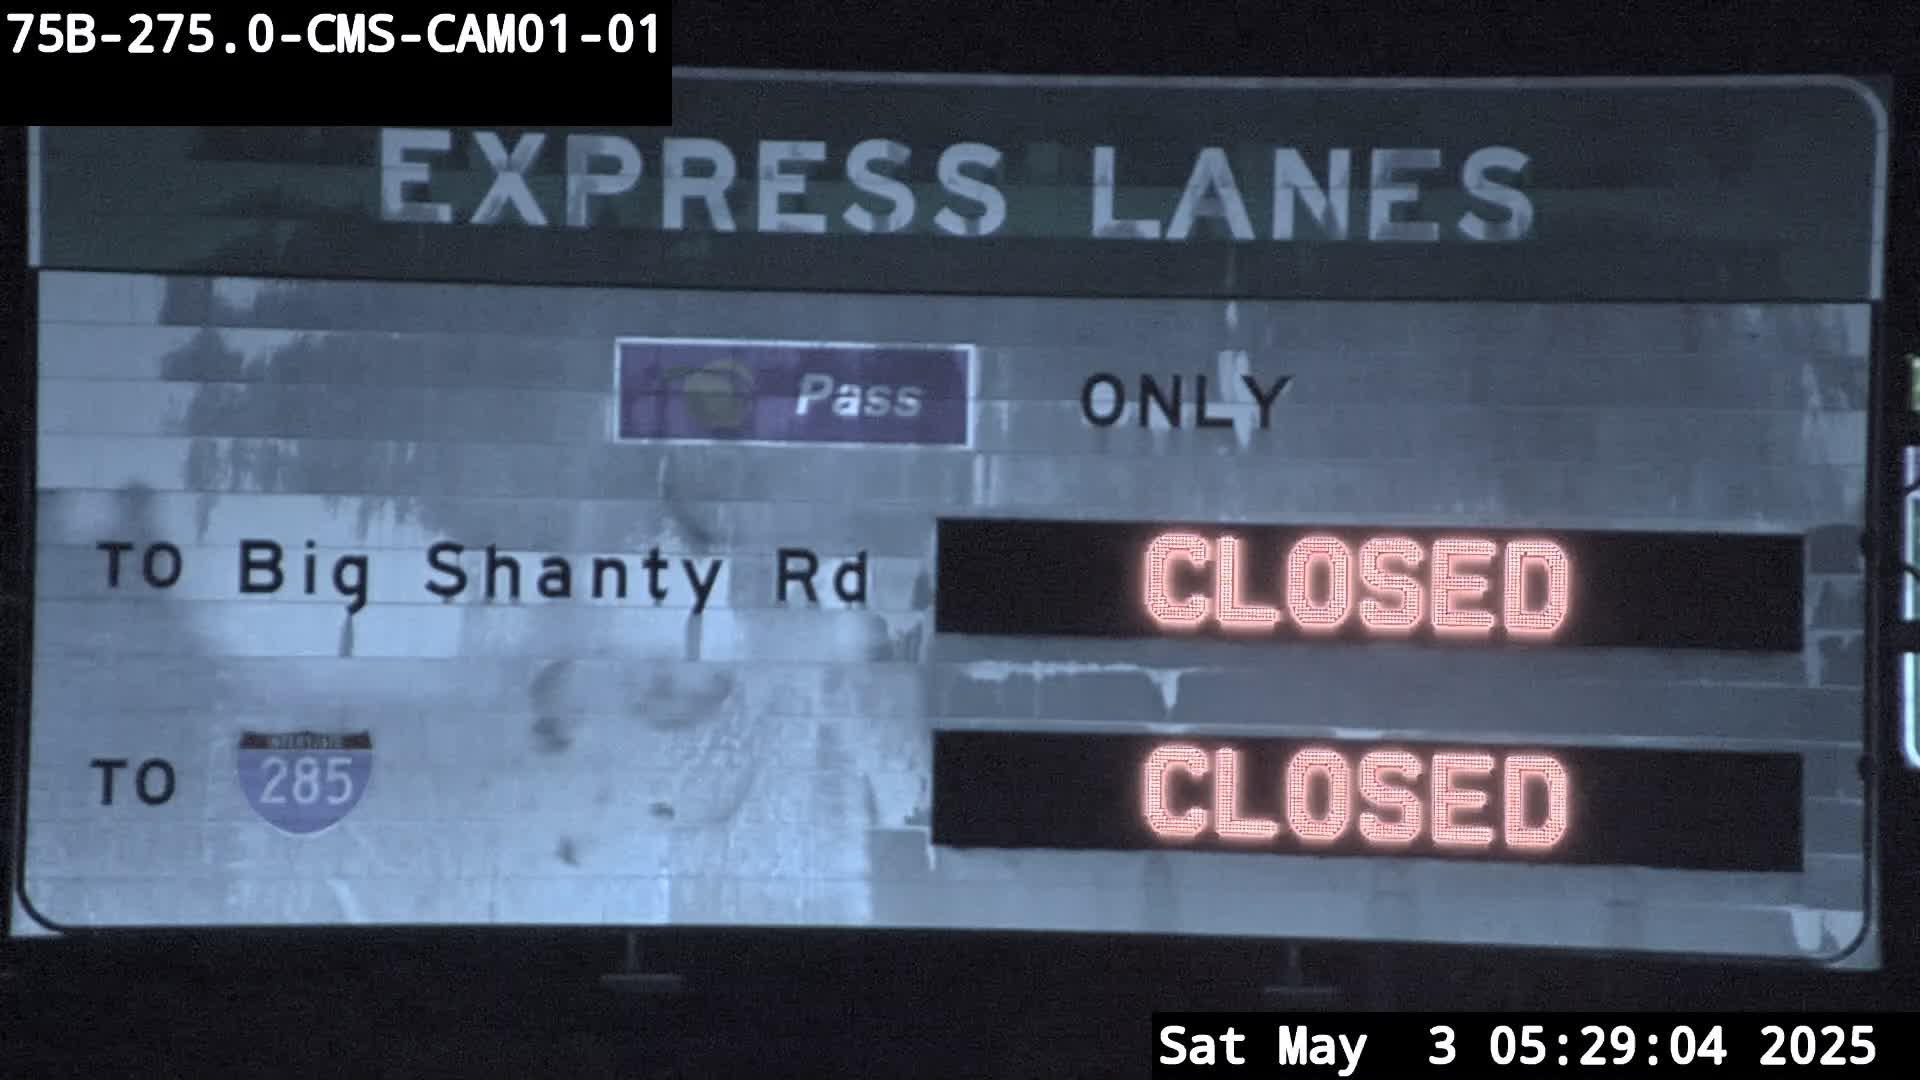 75B-275.0-CMS-CAM01-01
EXPRESS LANES
Pass ONLY
TO Big Shanty Rd CLOSED
INTERSTATE
TO 285 CLOSED
Sat May 3 05:29:04 2025